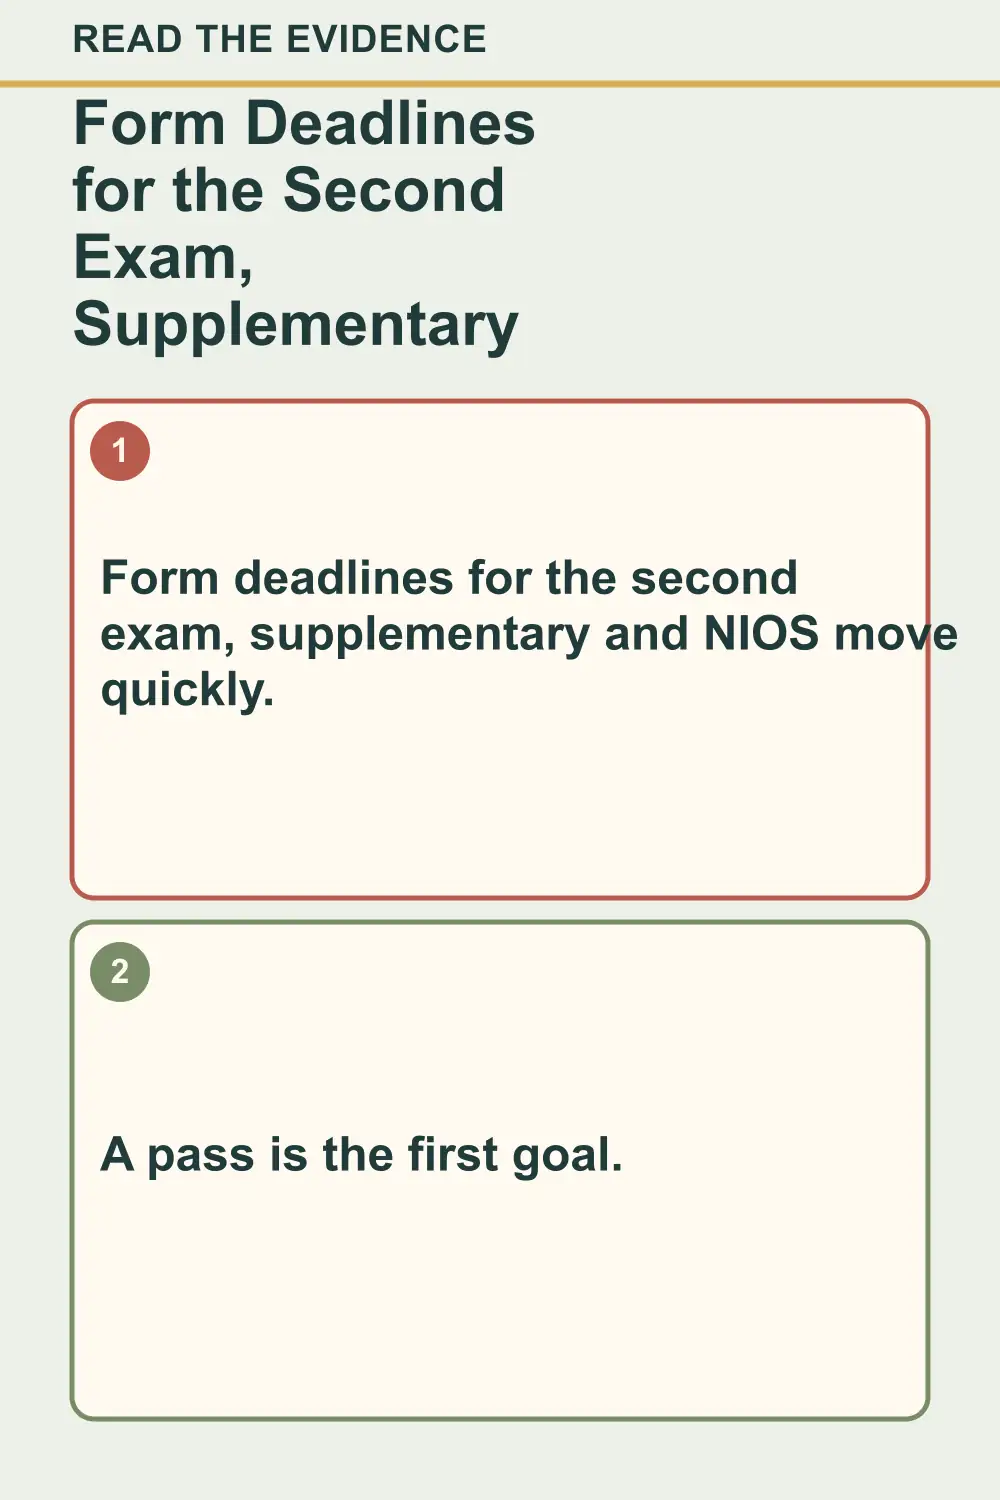 READ THE EVIDENCE
Form Deadlines
for the Second
Exam,
Supplementary
1
Form deadlines for the second
exam, supplementary and NIOS move
quickly.
2
A pass is the first goal.